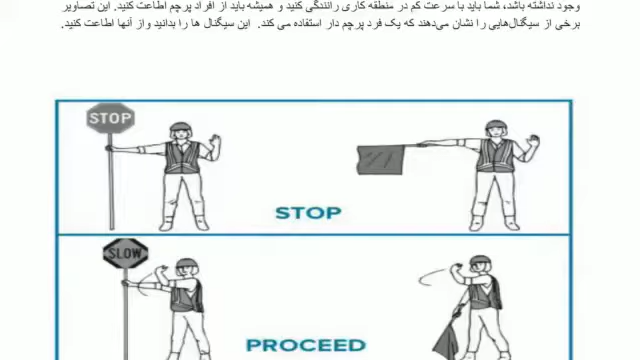 وجود نداشته باشد، شما باید با سرعت کم در منطقه کاری رانندگی کنید و همیشه باید از افراد پرچم اطاعت کنید. این تصاویر
برخی از سیگنال‌هایی را نشان می‌دهند که یک فرد پرچم دار استفاده می کند. این سیگنال ها را بدانید واز آنها اطاعت کنید.
STOP
STOP
SLOW
PROCEED